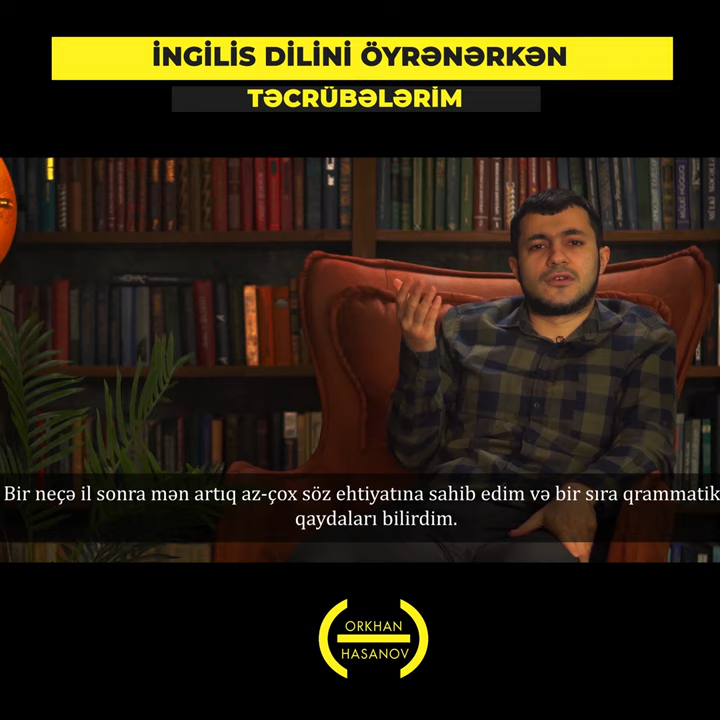 İNGİLİS DİLİNİ ÖYRƏNƏRKƏN
TƏCRÜBƏLƏRİM
Bir neçə il sonra mən artıq az-çox söz ehtiyatına sahib edim və bir sıra qrammatik
qaydaları bilirdim.
ORKHAN
HASANOV